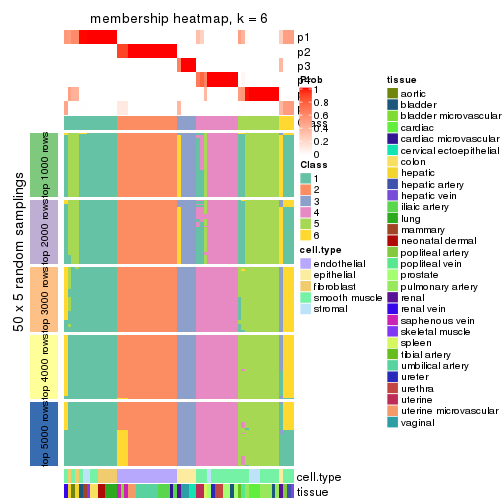 membership heatmap, k = 6
p1
p2
p3
Prob
1
0.8
0.6
0.4
0.2
0
Class
1
2
3
4
5
6
cell.type
endothelial
epithelial
fibroblast
smooth muscle
stromal
tissue
aortic
bladder
bladder microvascular
cardiac
cardiac microvascular
cervical ectoepithelial
colon
hepatic
hepatic artery
hepatic vein
iliaic artery
lung
mammary
neonatal dermal
popliteal artery
popliteal vein
prostate
pulmonary artery
renal
renal vein
saphenous vein
skeletal muscle
spleen
tibial artery
umbilical artery
ureter
urethra
uterine
uterine microvascular
vaginal
50 x 5 random samplings
top 1000 rows
top 2000 rows
top 3000 rows
top 4000 rows
top 5000 rows
cell.type
tissue